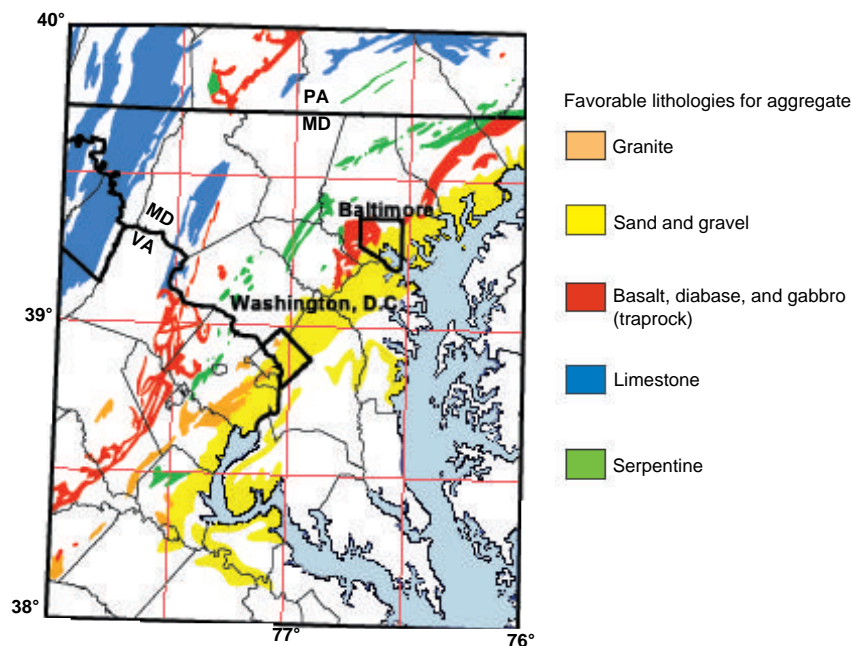 40°
PA
MD
Favorable lithologies for aggregate
Granite
MD
VA
Baltimore
Sand and gravel
Washington, D.C.
39°
Basalt, diabase, and gabbro
(traprock)
Limestone
Serpentine
38°
77°
76°